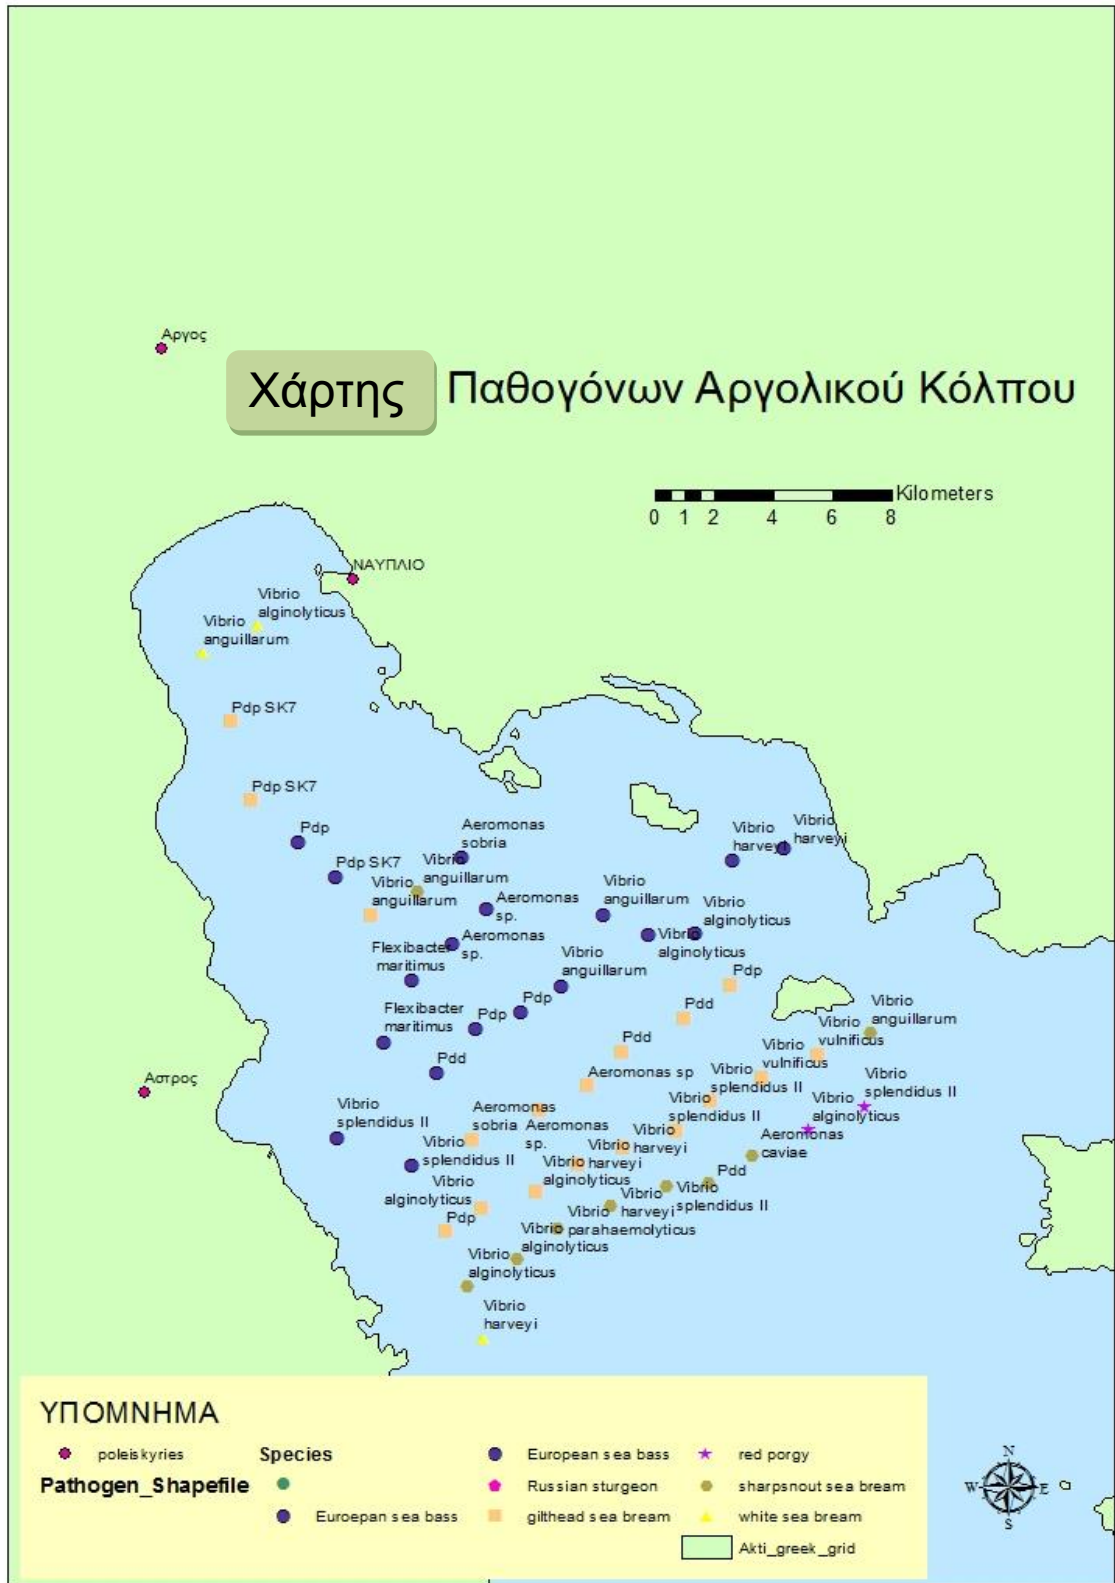 Αργος
Χάρτης Παθογόνων Αργολικού Κόλπου
Kilometers
0 1 2 4 6 8
ΝΑΥΠΛΙΟ
Vibrio
alginolyticus
Vibrio
anguillarum
Pdp SK7
Pdp SK7
Pdp
Aeromonas
sobria
Vibrio
harveyi
Vibrio
harveyi
Pdp SK7
Vibrio
anguillarum
Vibrio
anguillarum
Aeromonas
sp.
Vibrio
anguillarum
Vibrio
alginolyticus
Vibrio
alginolyticus
Aeromonas
sp.
Flexibacter
maritimus
Vibrio
anguillarum
Pdp
Pdp
Pdp
Pdd
Flexibacter
maritimus
Vibrio
anguillarum
Vibrio
vulnificus
Pdd
Pdd
Vibrio
vulnificus
Aeromonas sp
Vibrio
splendidus II
Vibrio
splendidus II
Αστρος
Vibrio
splendidus II
Aeromonas
sobria
Aeromonas
sp.
Vibrio
splendidus II
Vibrio
alginolyticus
Vibrio
harveyi
Aeromonas
caviae
Vibrio
splendidus II
Vibrio
harveyi
alginolyticus
Pdd
Vibrio
alginolyticus
Vibrio
splendidus II
Vibrio
harveyi
Pdp
Vibrio
parahaemolyticus
Vibrio
alginolyticus
Vibrio
alginolyticus
Vibrio
harveyi
ΥΠΟΜΝΗΜΑ
poleiskyries
Species
European sea bass
red porgy
Pathogen_Shapefile
Russian sturgeon
sharpsnout sea bream
Euroepan sea bass
gilthead sea bream
white sea bream
Akti_greek_grid
N
W E
S